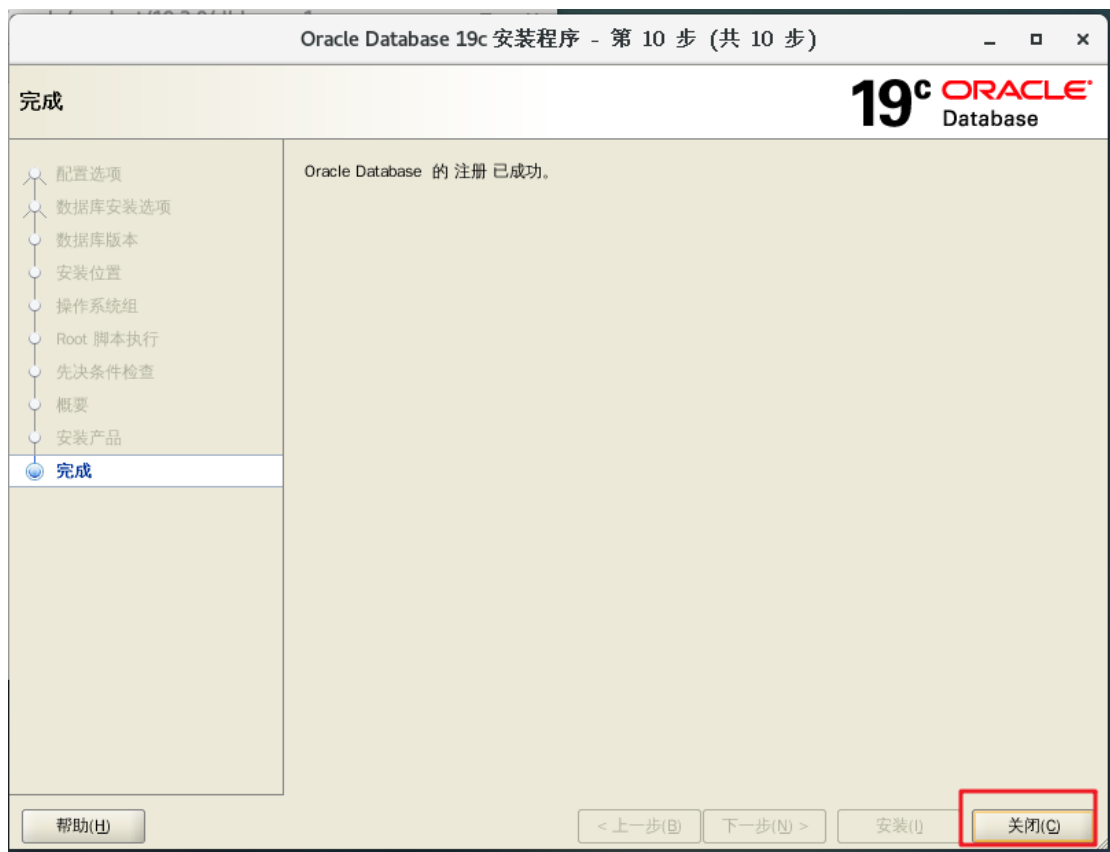 Oracle Database 19c 安装程序 - 第 10 步 (共 10 步)
完成
19c ORACLE Database
Oracle Database 的 注册 已成功。
配置选项
数据库安装选项
数据库版本
安装位置
操作系统组
Root 脚本执行
先决条件检查
概要
安装产品
完成
帮助(H)
< 上一步(B)
下一步(N) >
安装(I)
关闭(C)